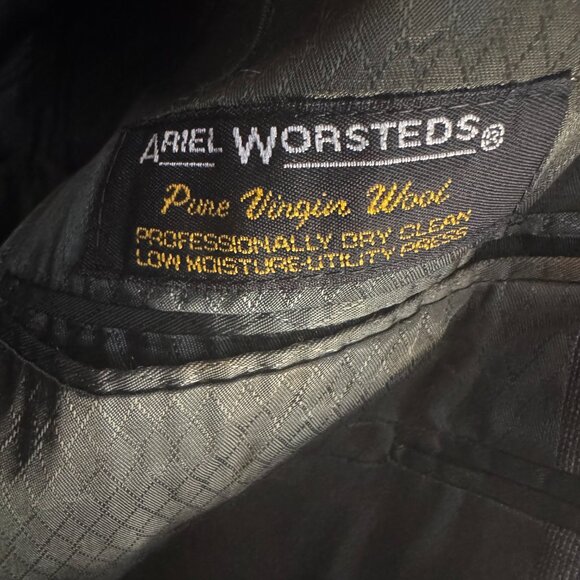 ARIEL WORSTEDS®
Pure Virgin Wool
PROFESSIONALLY DRY CLEAN
LOW MOISTURE-UTILITY PRESS